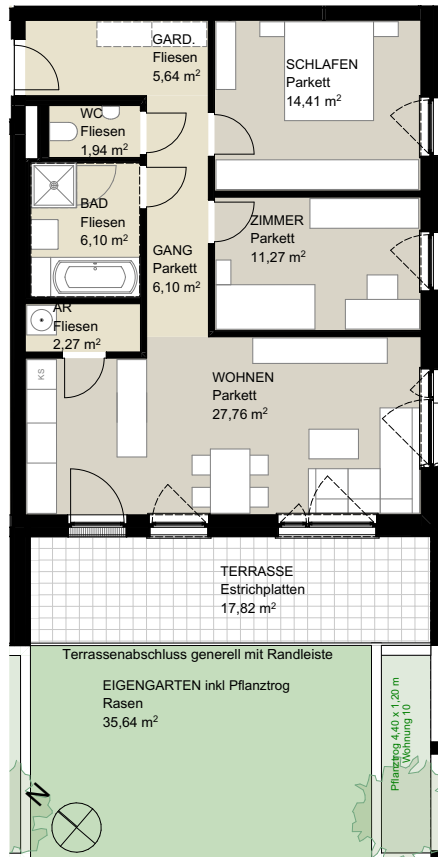 GARD.
Fliesen
5,64 m²
SCHLAFEN
Parkett
14,41 m²
WC
Fliesen
1,94 m²
BAD
Fliesen
6,10 m²
ZIMMER
Parkett
11,27 m²
GANG
Parkett
6,10 m²
AR
Fliesen
2,27 m²
KS
WOHNEN
Parkett
27,76 m²
TERRASSE
Estrichplatten
17,82 m²
Terrassenabschluss generell mit Randleiste
EIGENGARTEN inkl Pflanztrog
Rasen
35,64 m²
Pflanztrog 4,40 x 1,20 m
Wohnung 10
N